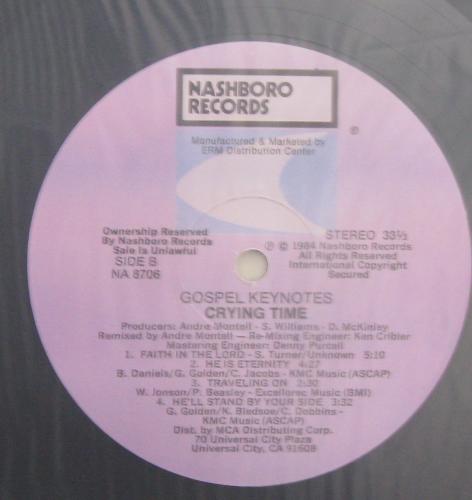 NASHBORO
RECORDS
®
Manufactured & Marketed by
ERM Distribution Center
Ownership Reserved
By Nashboro Records
Sale is Unlawful
SIDE B
NA 8706
STEREO 33⅓
℗ © 1984 Nashboro Records
All Rights Reserved
International Copyright
Secured
GOSPEL KEYNOTES
CRYING TIME
Producers: Andre Montell - S. Williams - D. McKinley
Remixed by Andre Montell - Re-Mixing Engineer: Ken Cribler
Mastering Engineer: Denny Purcell
1. FAITH IN THE LORD - S. Turner/Unknown 5:10
2. HE IS ETERNITY 4:27
B. Daniels/G. Golden/C. Jacobs - KMC Music (ASCAP)
3. TRAVELING ON 2:30
W. Jonson/P. Beasley - Excellorec Music (BMI)
4. HE'LL STAND BY YOUR SIDE 3:32
G. Golden/K. Bledsoe/C. Dobbins -
KMC Music (ASCAP)
Dist. by MCA Distributing Corp.
70 Universal City Plaza
Universal City, CA 91608